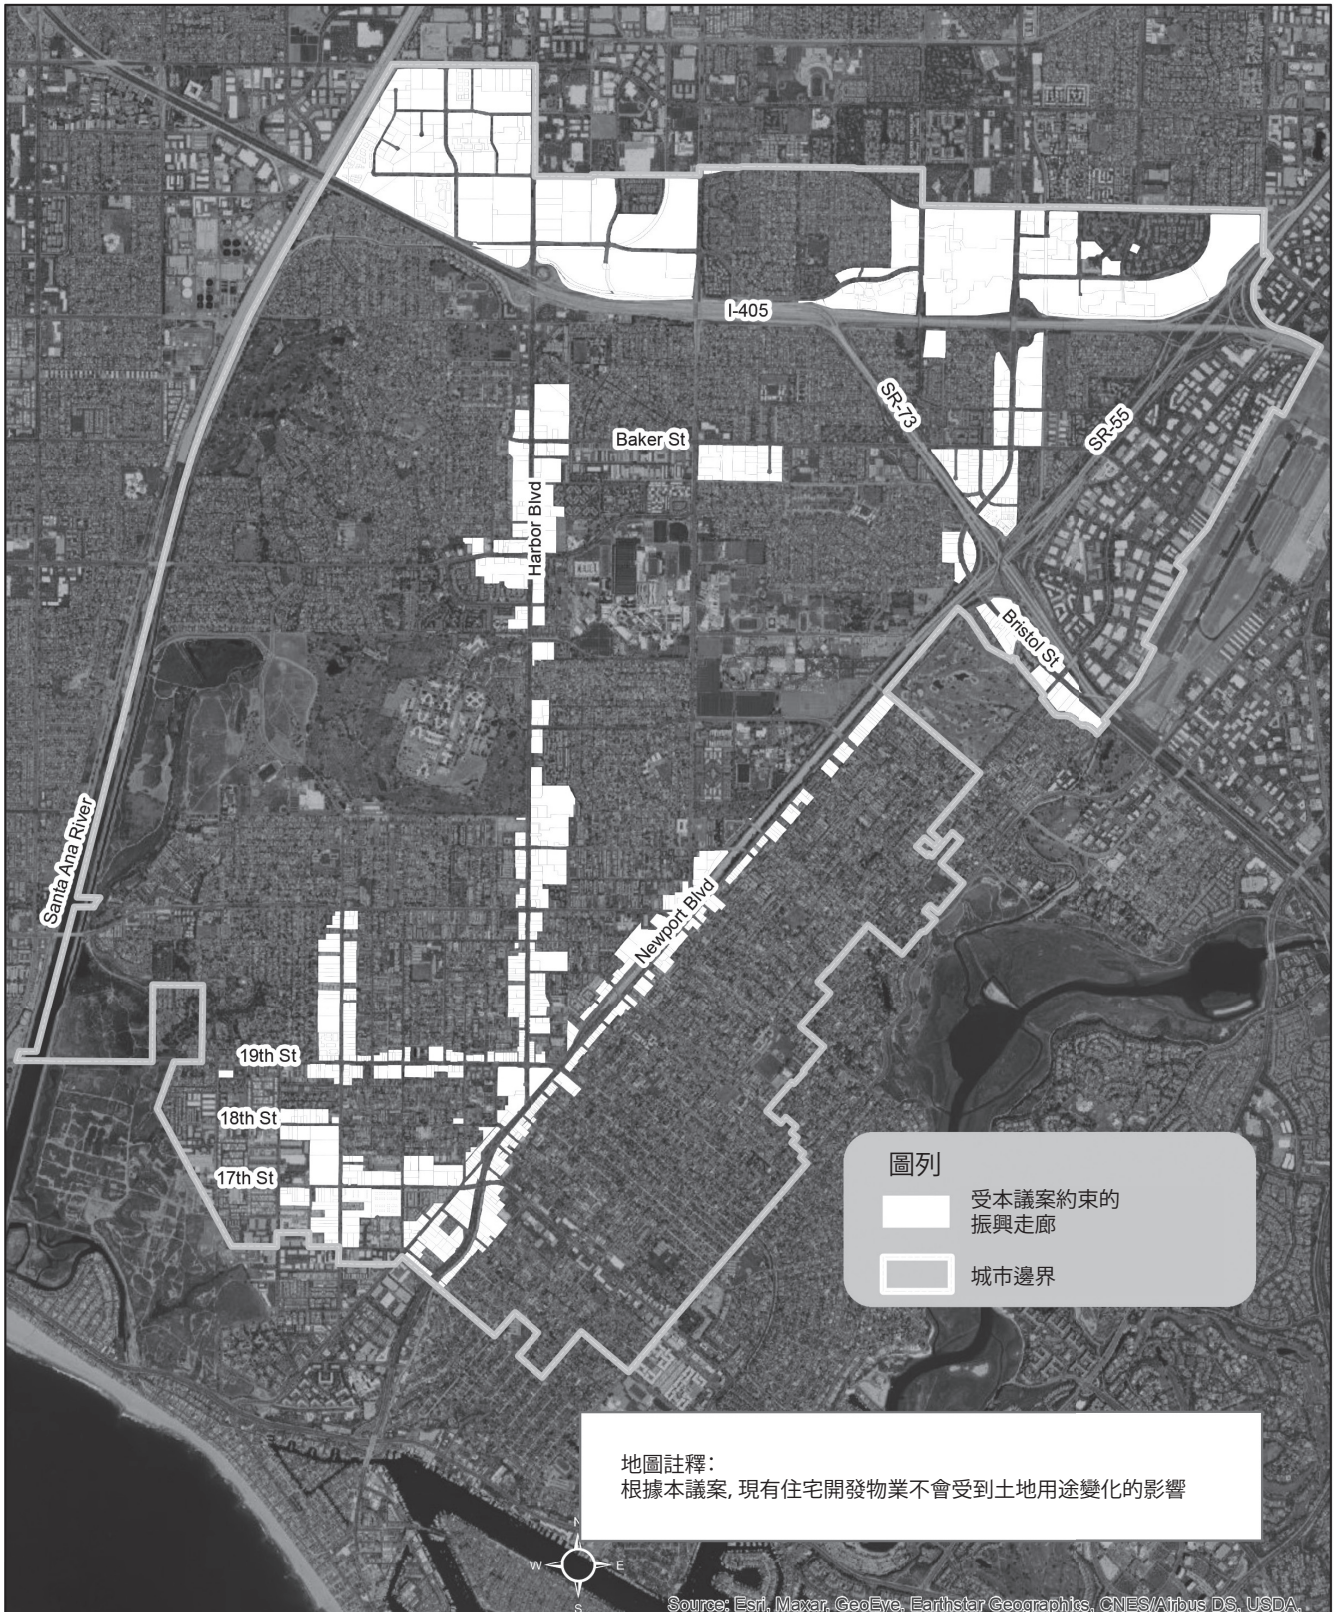 I-405
SR-73
SR-55
Baker St
Harbor Blvd
Bristol St
Santa Ana River
Newport Blvd
19th St
18th St
17th St
圖列
受本議案約束的
振興走廊
城市邊界
地圖註釋：
根據本議案, 現有住宅開發物業不會受到土地用途變化的影響
N
W
E
S
Source: Esri, Maxar, GeoEye, Earthstar Geographics, CNES/Airbus DS, USDA,